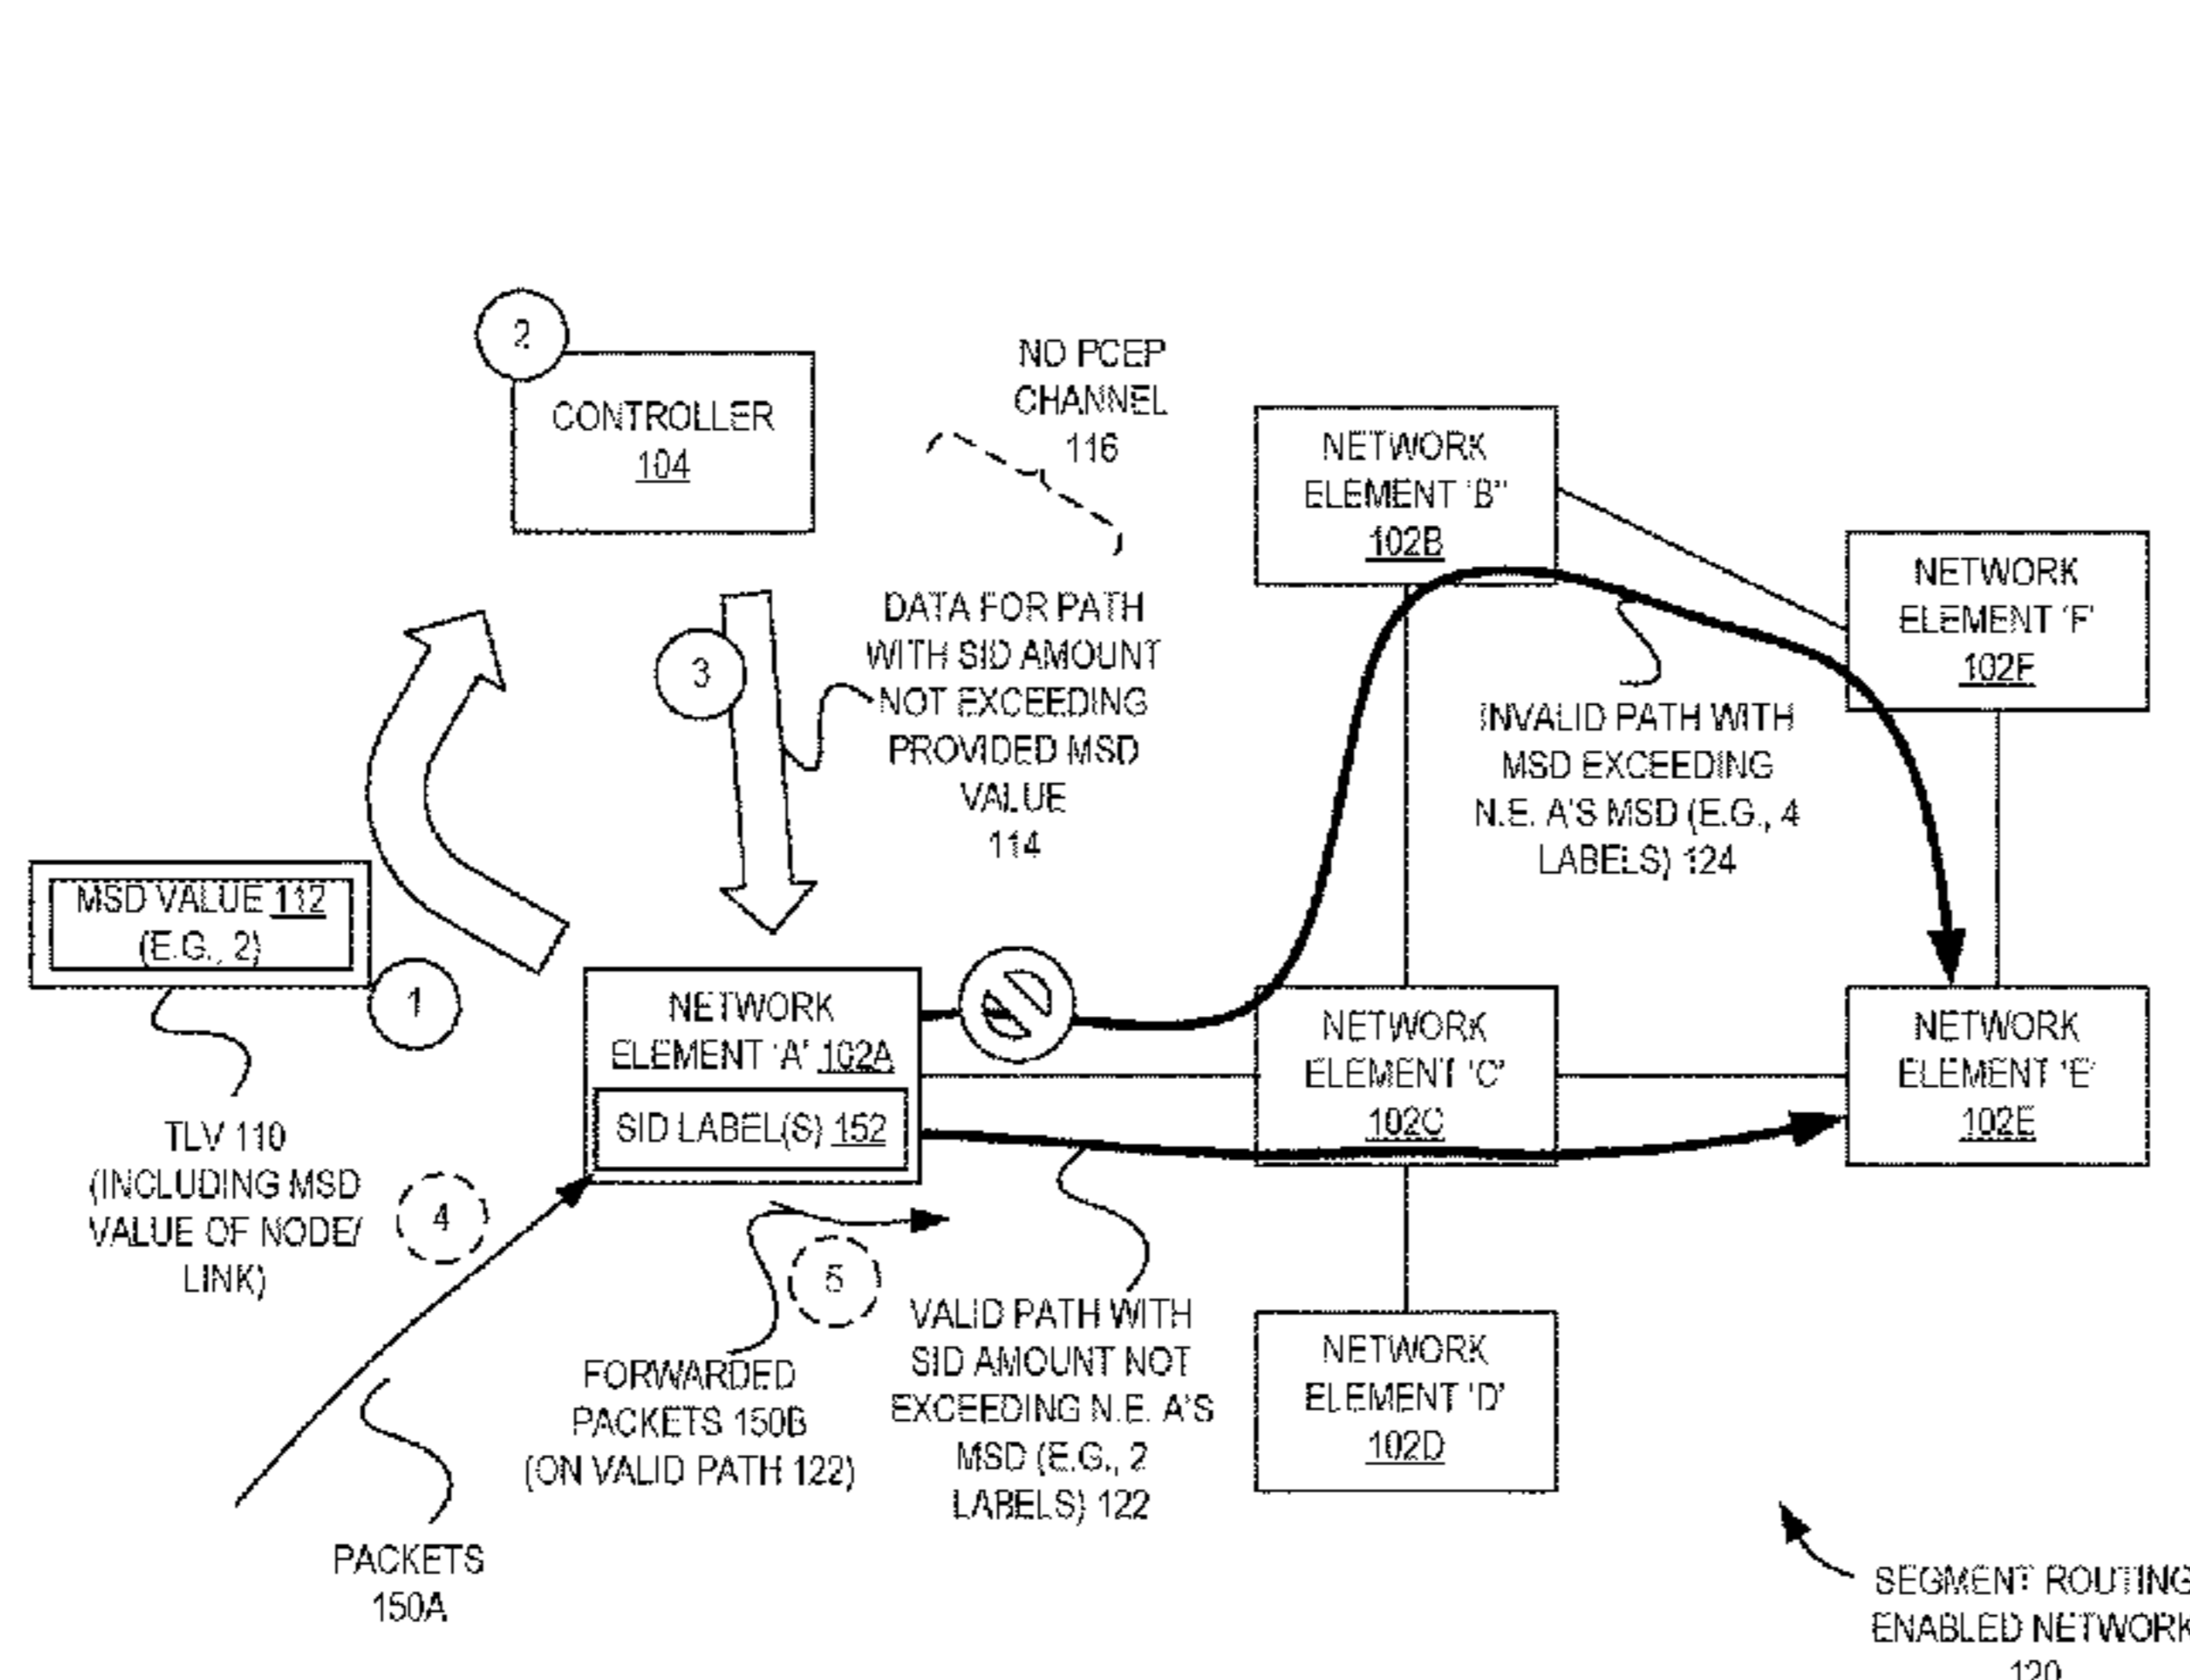 2
CONTROLLER
104
NO PCEP
CHANNEL
116
NETWORK
ELEMENT 'B''
102B
NETWORK
ELEMENT 'F'
102F
3
DATA FOR PATH
WITH SID AMOUNT
NOT EXCEEDING
PROVIDED MSD
VALUE
114
INVALID PATH WITH
MSD EXCEEDING
N.E. A'S MSD (E.G., 4
LABELS) 124
MSD VALUE 112
(E.G., 2)
1
NETWORK
ELEMENT 'A' 102A
SID LABEL(S) 152
NETWORK
ELEMENT 'C'
102C
NETWORK
ELEMENT 'E'
102E
TLV 110
(INCLUDING MSD
VALUE OF NODE/
LINK)
4
5
FORWARDED
PACKETS 150B
(ON VALID PATH 122)
VALID PATH WITH
SID AMOUNT NOT
EXCEEDING N.E. A'S
MSD (E.G., 2
LABELS) 122
NETWORK
ELEMENT 'D'
102D
PACKETS
150A
SEGMENT ROUTING
ENABLED NETWORK
120